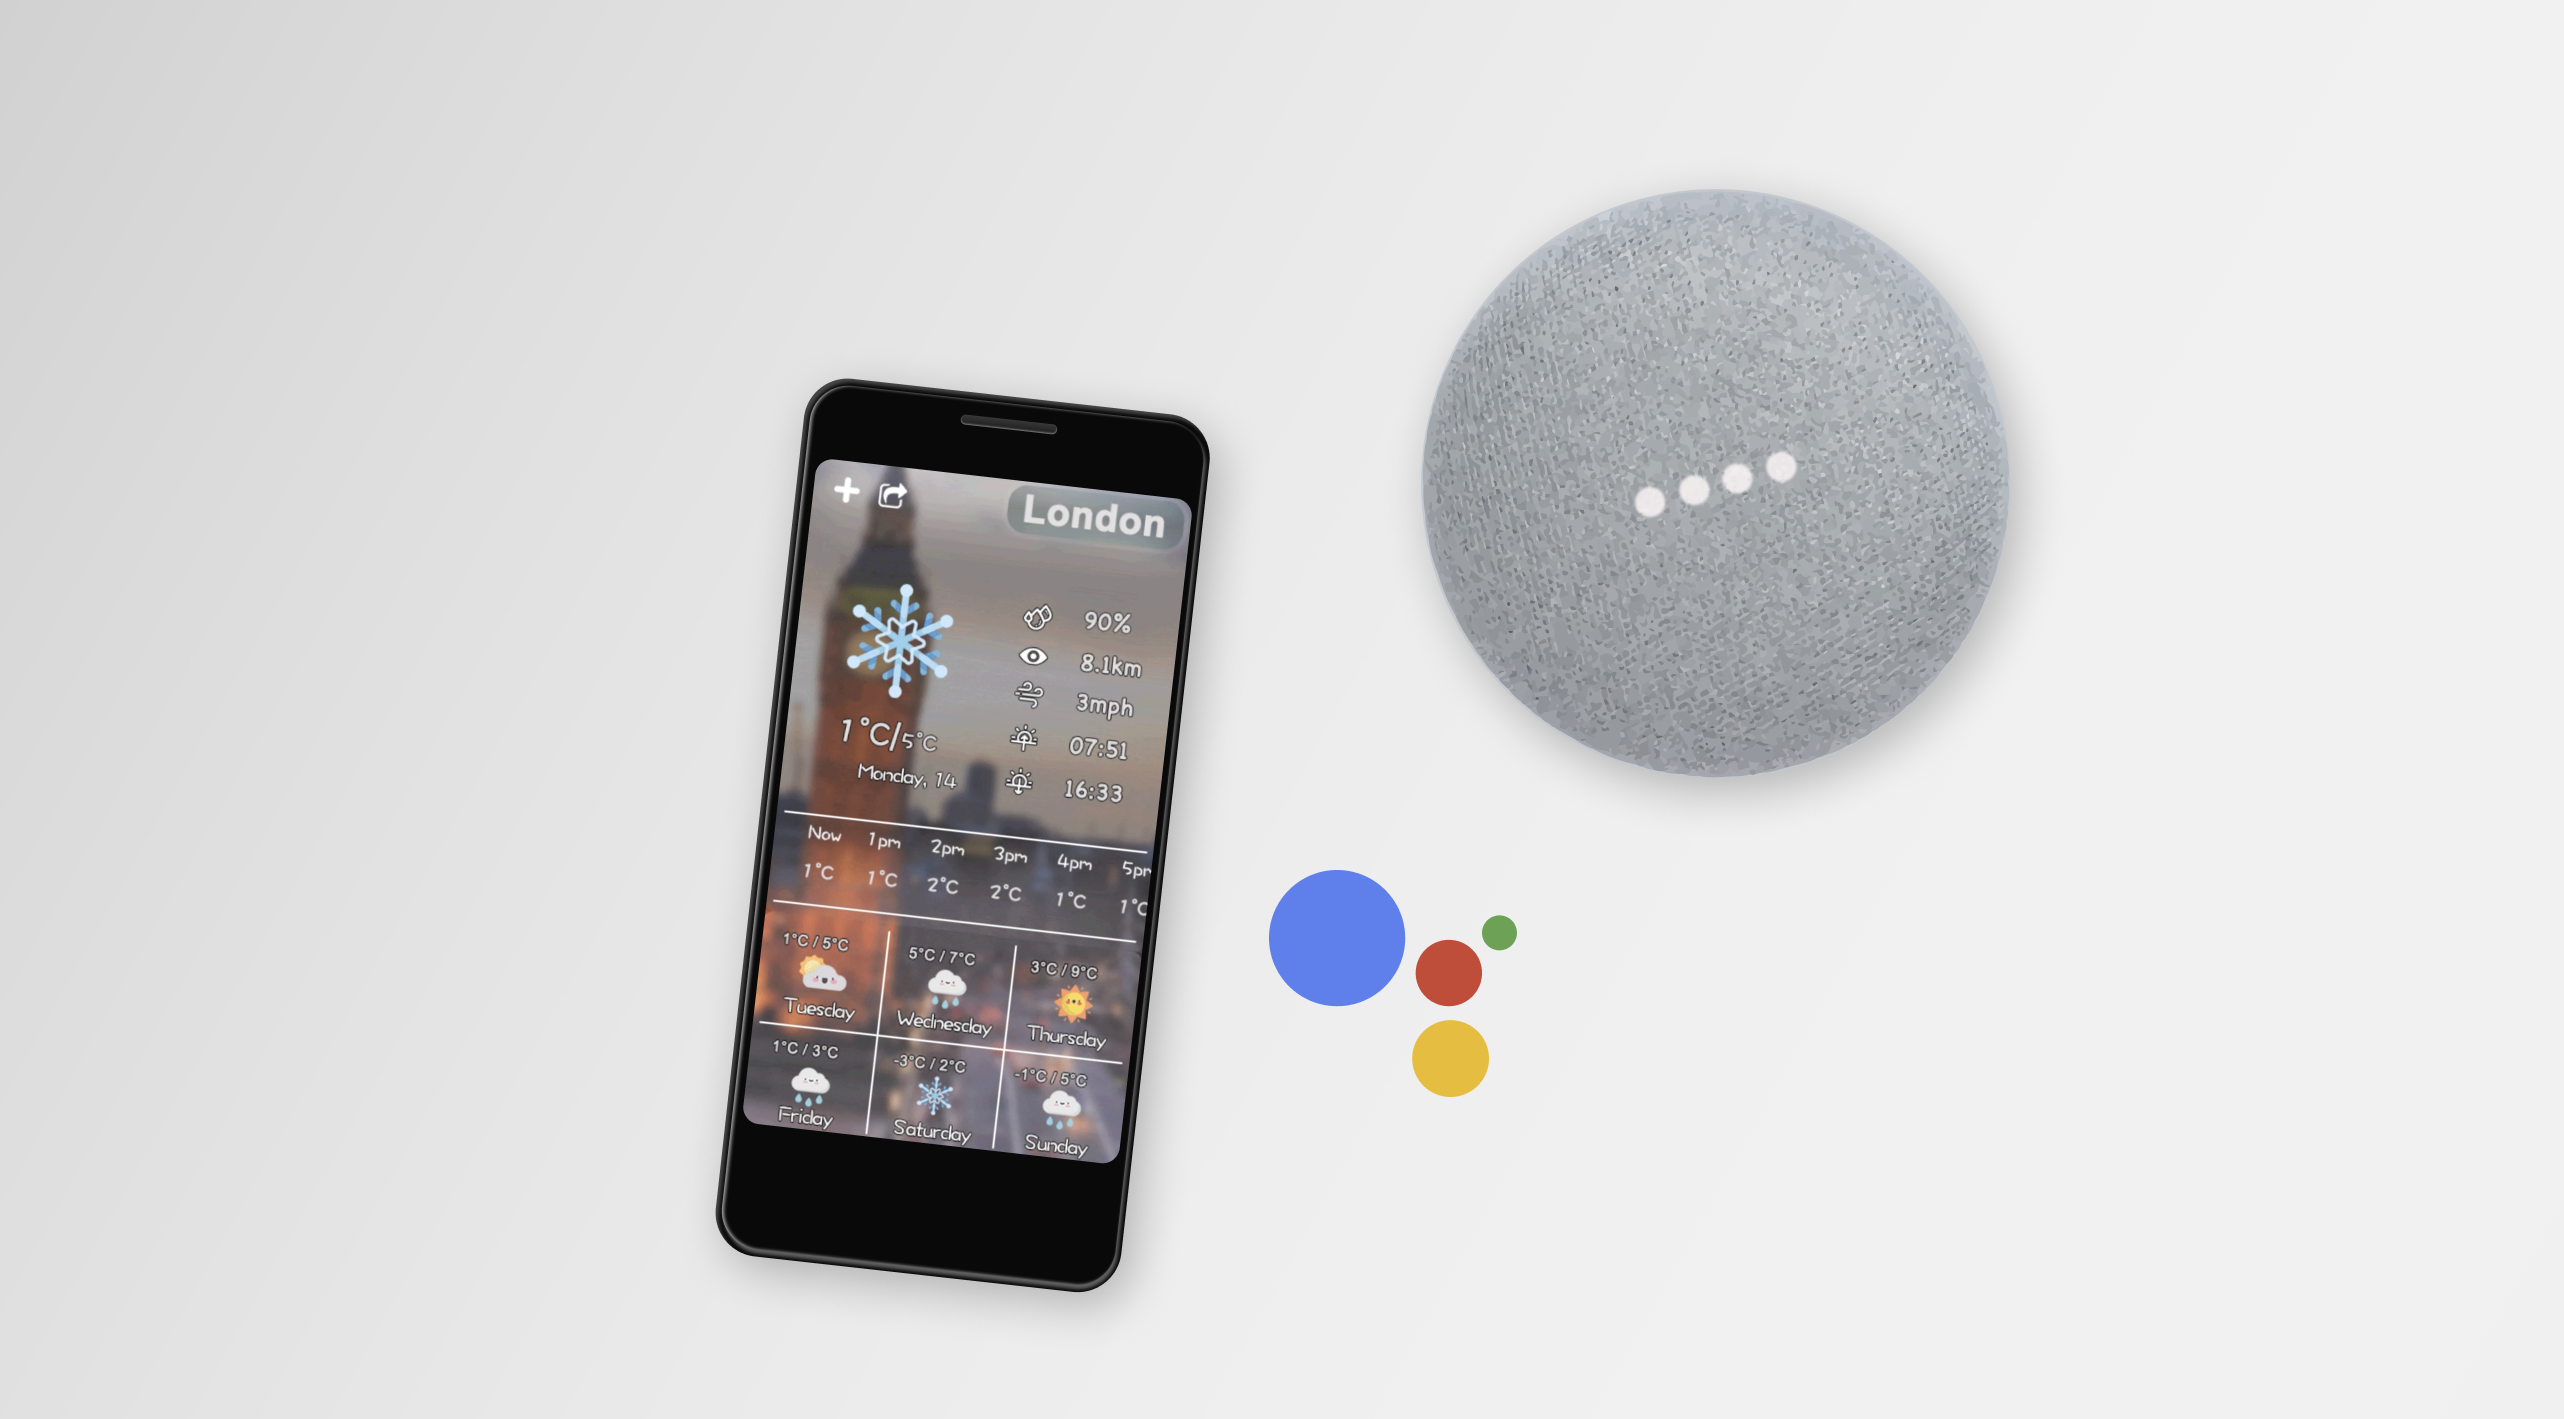 London
90%
8.1km
3mph
07:51
16:33
1°C/5°C
Monday, 14
Now 1pm 2pm 3pm 4pm 5pm
1°C 1°C 2°C 2°C 1°C 1°C
1°C / 5°C 5°C / 7°C 3°C / 9°C
Tuesday Wednesday Thursday
1°C / 3°C -3°C / 2°C -1°C / 5°C
Friday Saturday Sunday